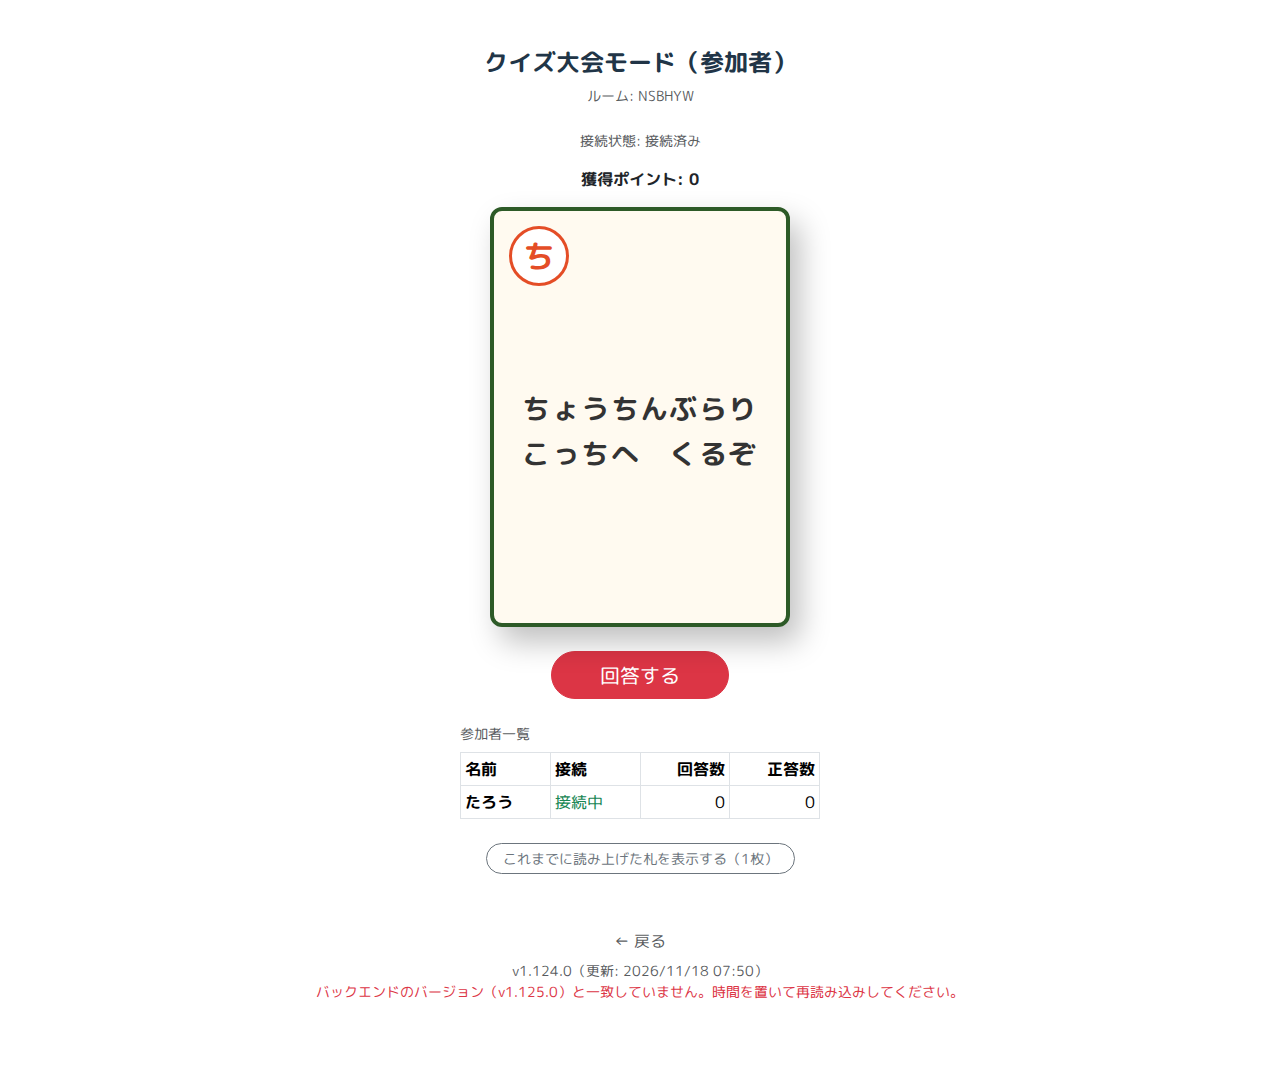 クイズ大会モード（参加者）
ルーム: NSBHYW
接続状態: 接続済み
獲得ポイント: 0
ち
ちょうちんぶらり
こっちへ　くるぞ
回答する
参加者一覧
名前 接続 回答数 正答数
たろう 接続中 0 0
これまでに読み上げた札を表示する（1枚）
← 戻る
v1.124.0（更新: 2026/11/18 07:50）
バックエンドのバージョン（v1.125.0）と一致していません。時間を置いて再読み込みしてください。